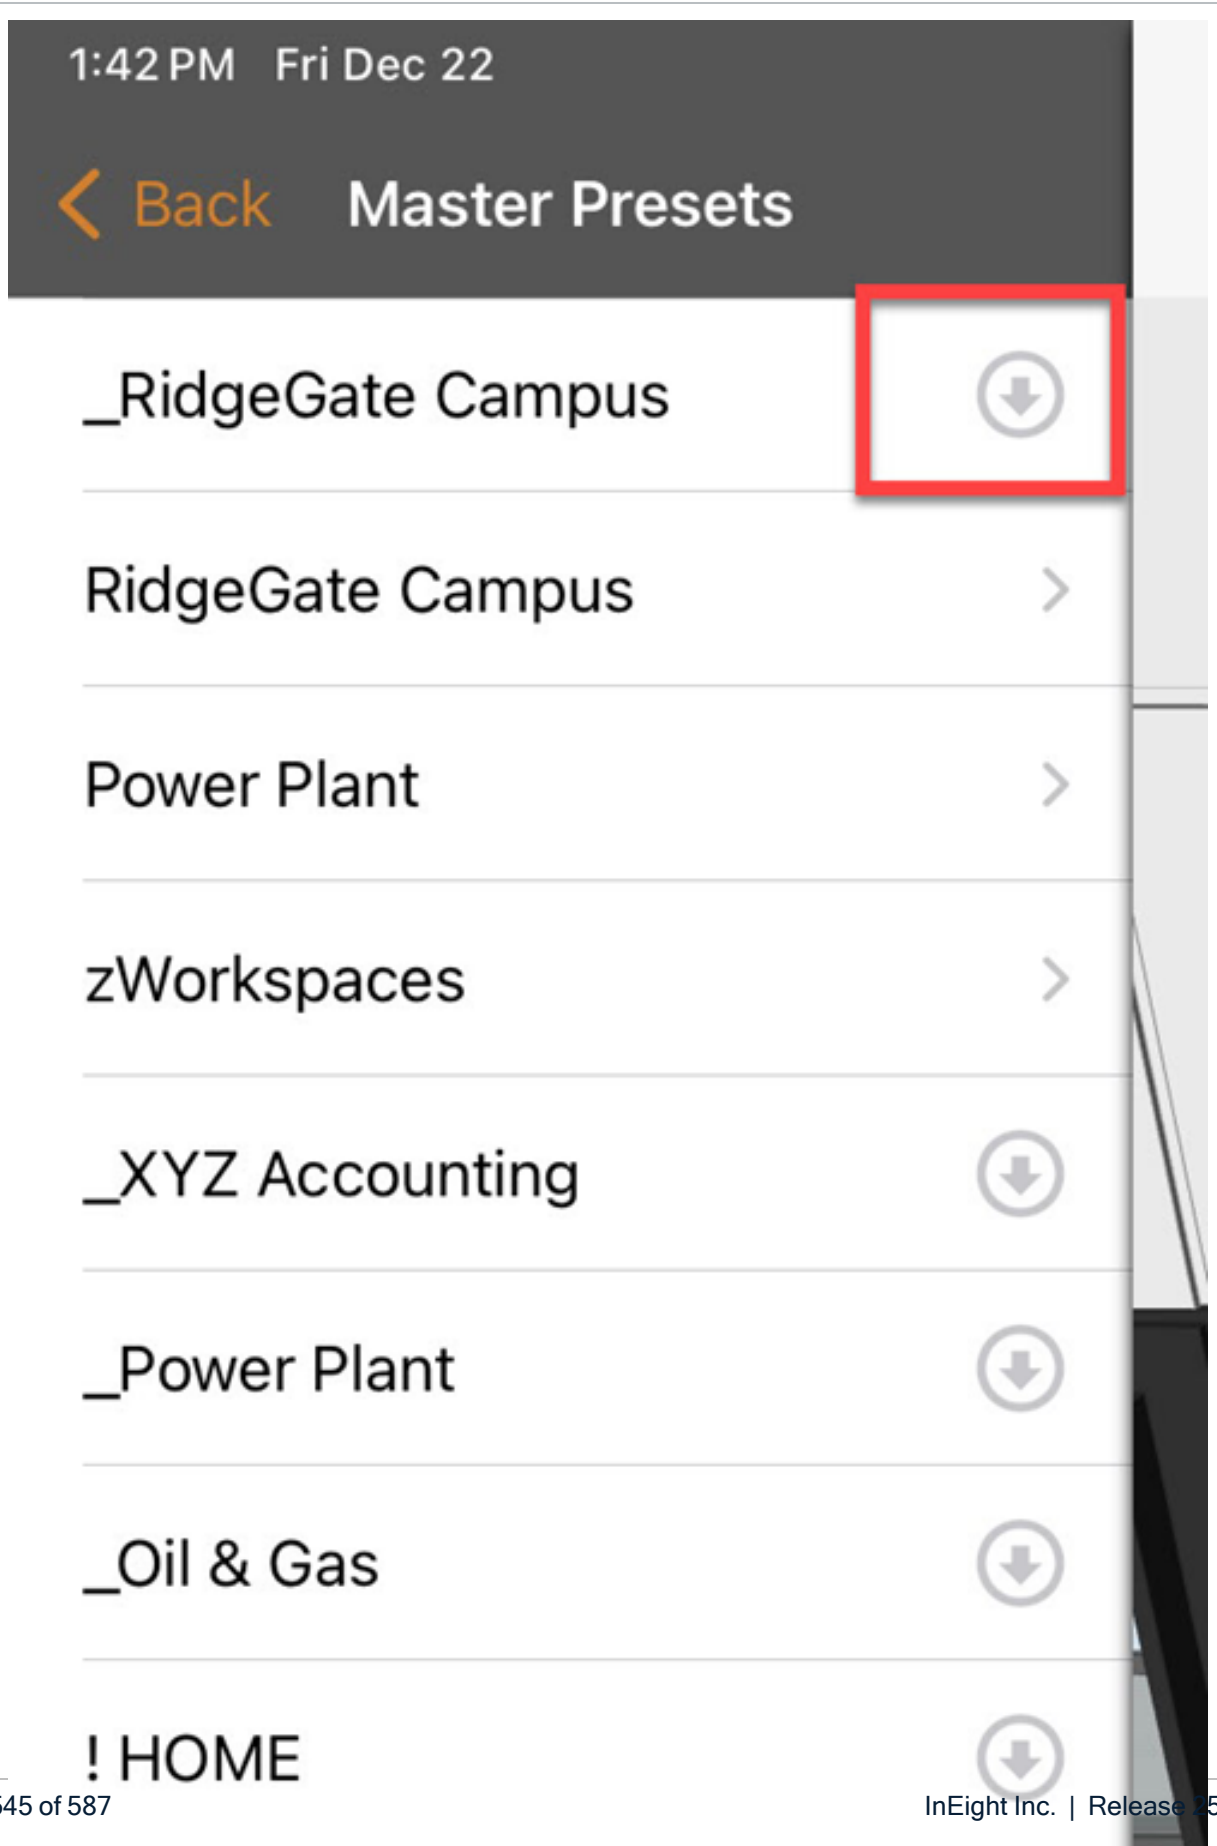 1:42 PM Fri Dec 22
Back Master Presets
_RidgeGate Campus
RidgeGate Campus
Power Plant
zWorkspaces
_XYZ Accounting
_Power Plant
_Oil & Gas
! HOME
45 of 587 InEight Inc. | Release